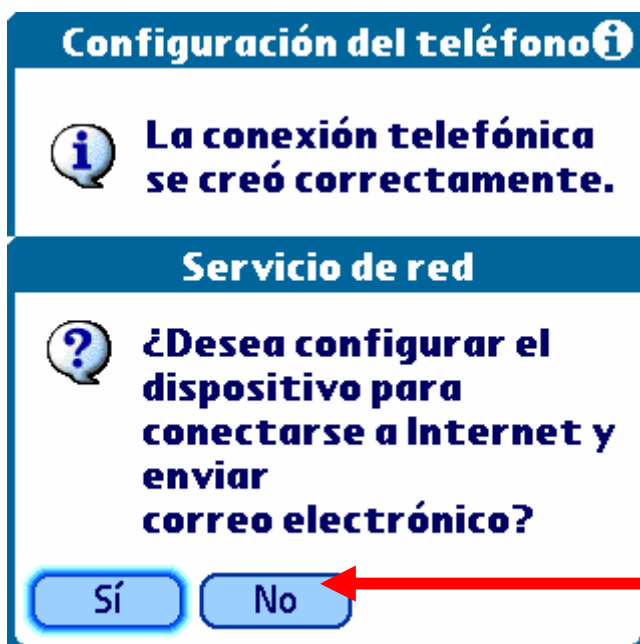 Configuración del teléfono
La conexión telefónica
se creó correctamente.
Servicio de red
¿Desea configurar el
dispositivo para
conectarse a Internet y
enviar
correo electrónico?
Sí No